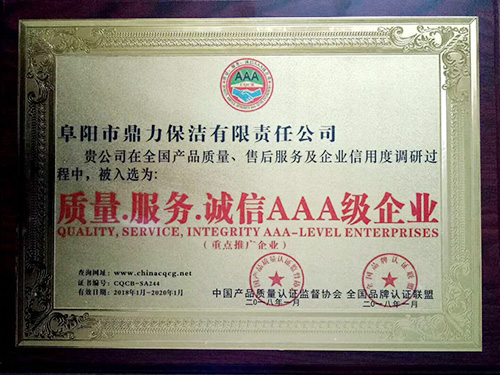 AAA
CQCB
阜阳市鼎力保洁有限责任公司
贵公司在全国产品质量、售后服务及企业信用度调研过
程中，被入选为:
质量.服务.诚信AAA级企业
QUALITY, SERVICE, INTEGRITY AAA-LEVEL ENTERPRISES
(重点推广企业)
查询网址: www.chinacqcg.net
证书编号: CQCB-SA244
有效日期: 2018年1月-2020年1月
中国产品质量认证监督协会 全国品牌认证联盟
二〇一八年一月 二〇一八年一月